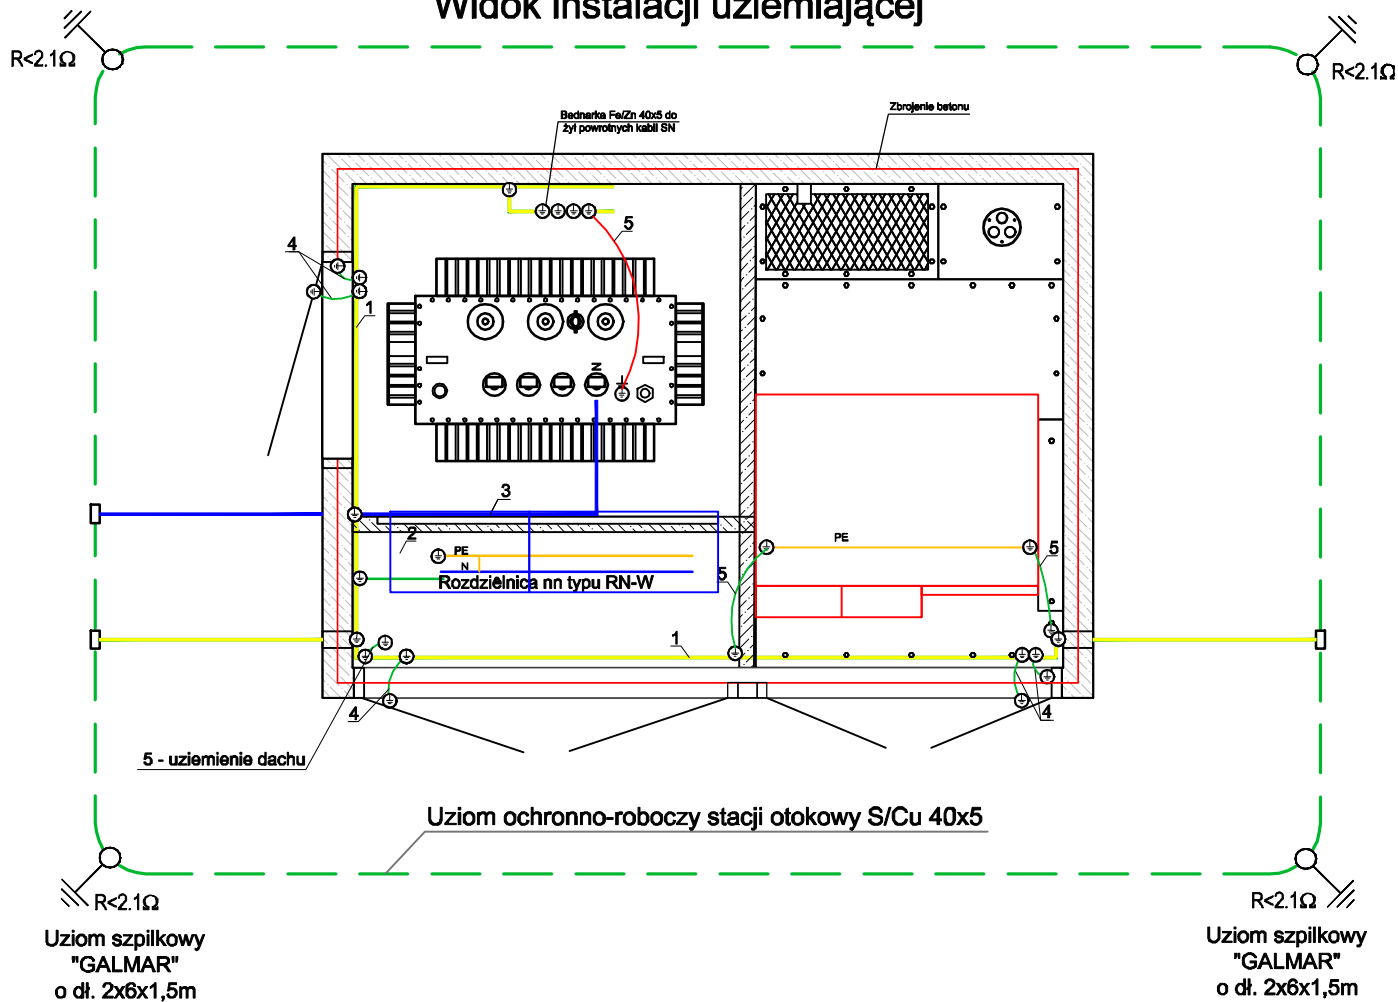 Widok instalacji uziemiającej
R<2.1Ω
R<2.1Ω
Bednarka Fe/Zn 40x5 do
żył powrotnych kabli SN
Zbrojenie betonu
5
4
1
N
3
2
PE
N
Rozdzielnica nn typu RN-W
PE
5
5
1
4
4
5 - uziemienie dachu
Uziom ochronno-roboczy stacji otokowy S/Cu 40x5
R<2.1Ω
Uziom szpilkowy
"GALMAR"
o dł. 2x6x1,5m
R<2.1Ω
Uziom szpilkowy
"GALMAR"
o dł. 2x6x1,5m